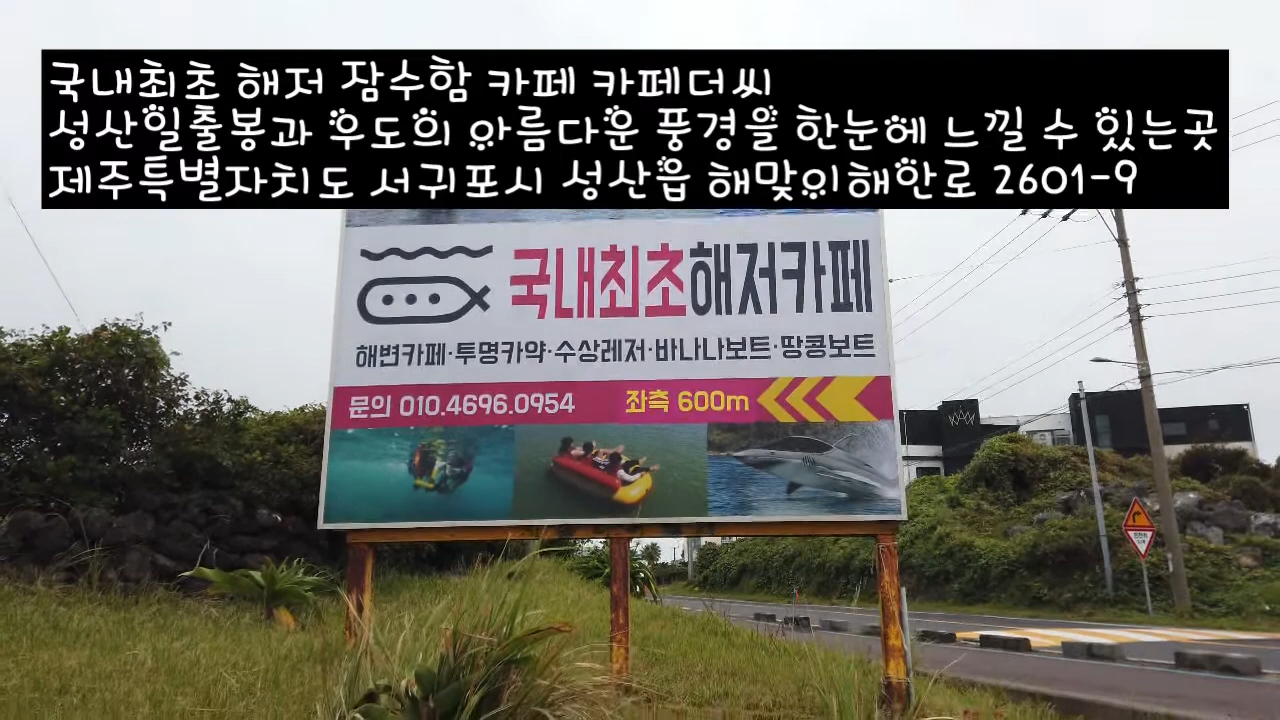 국내최초 해저 잠수함 카페 카페더씨
성산일출봉과 우도의 아름다운 풍경을 한눈헤 느낄 수 있는곳
제주특별자치도 서귀포시 성산읍 해맞이해안로 2601-9
국내최초해저카페
해변카페·투명카약·수상레저·바나나보트·땅콩보트
문의 010.4696.0954 좌측 600m